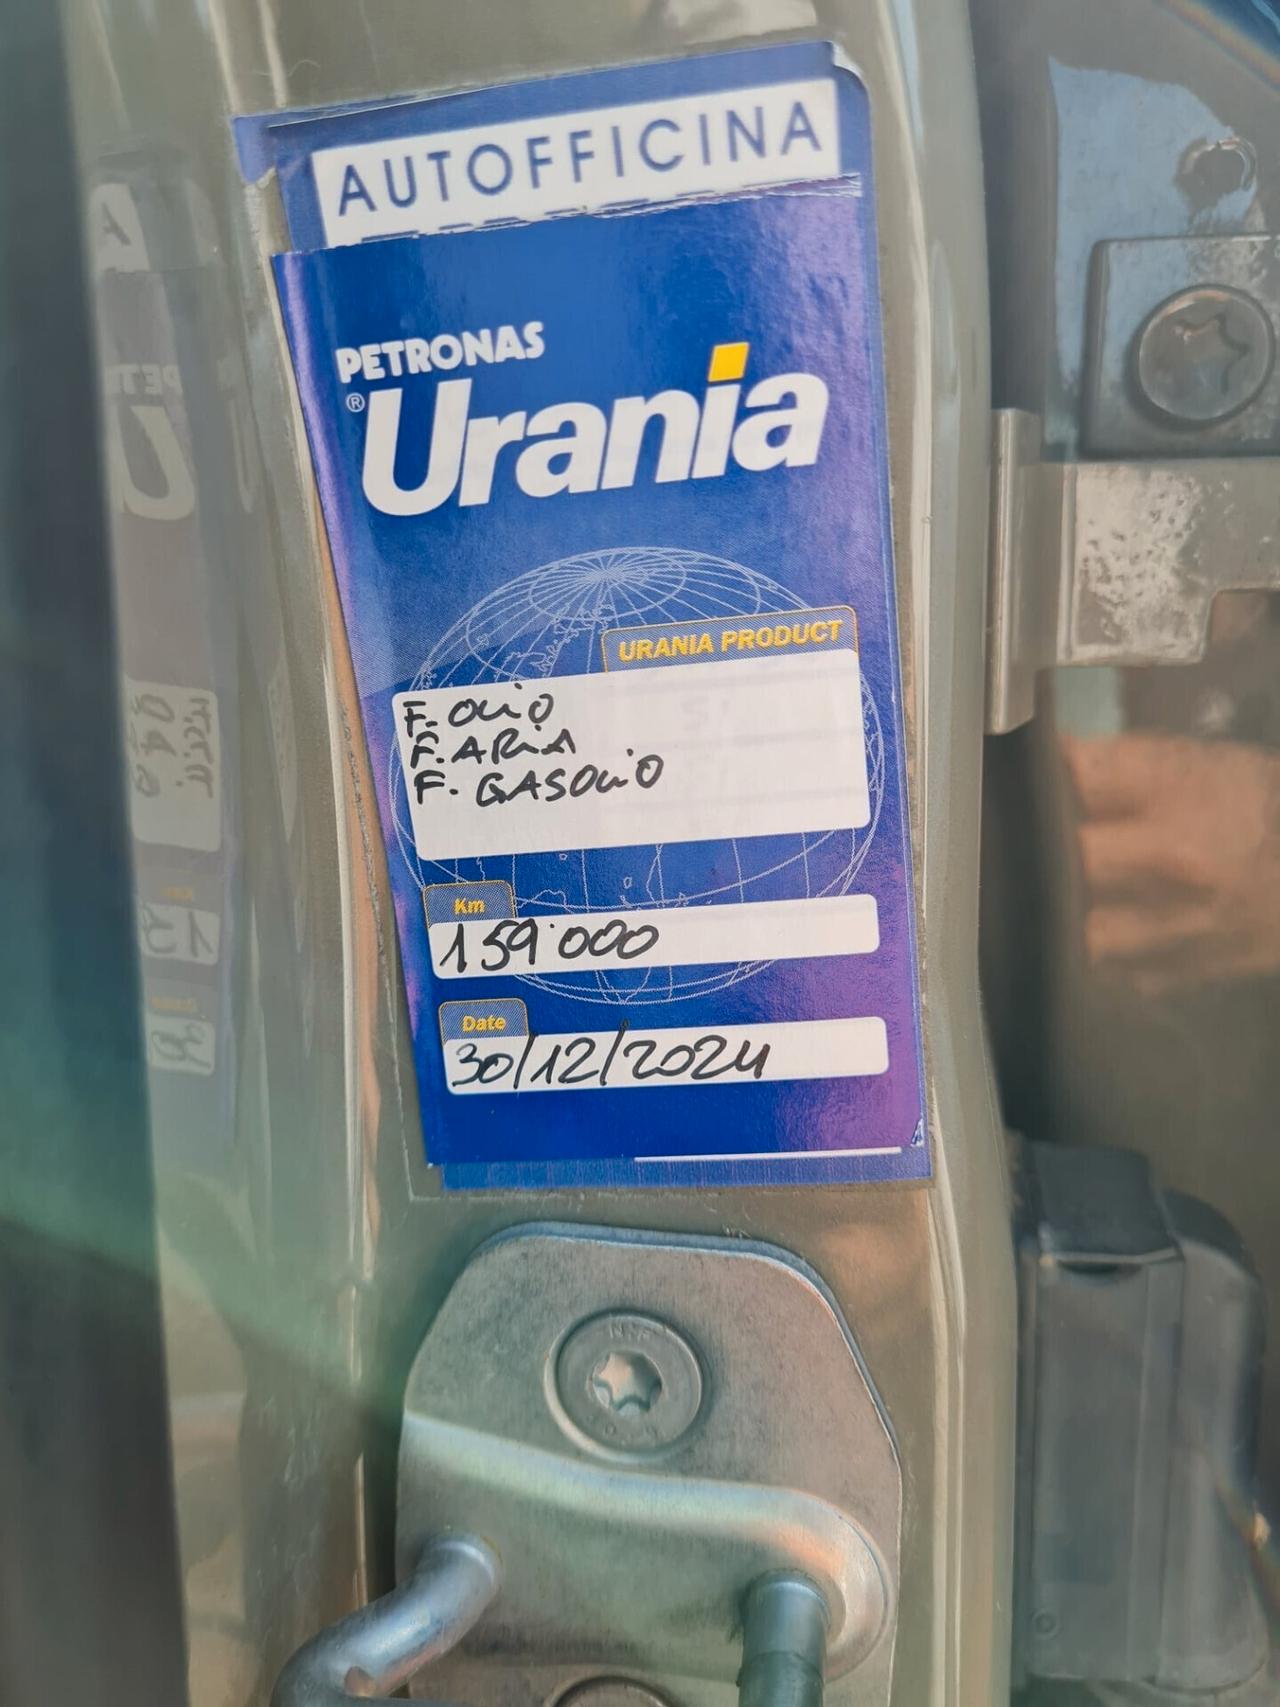 AUTOFFICINA
PETRONAS
Urania®
URANIA PRODUCT
F. OLIO
F. ARIA
F. GASOLIO
Km
159'000
Date
30/12/2024